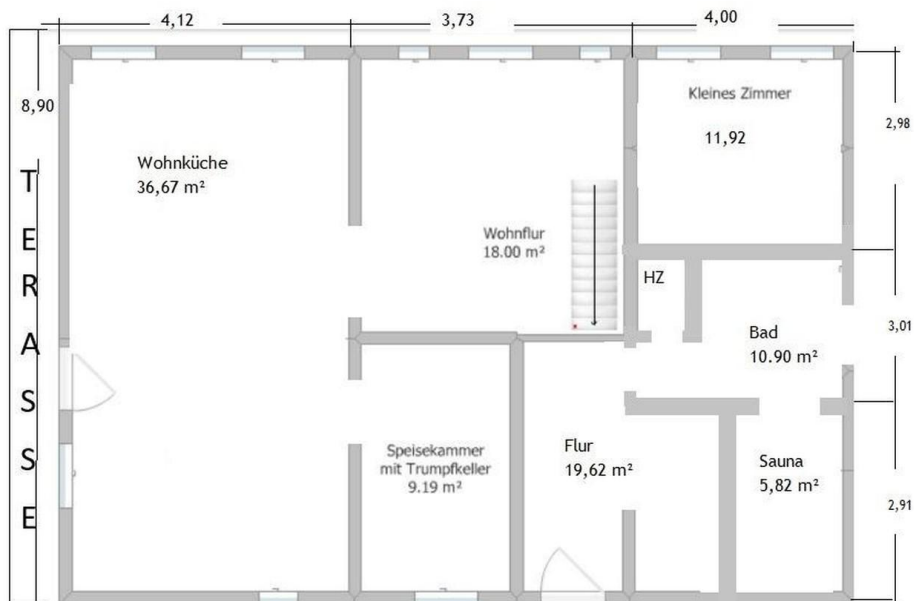 4,12
3,73
4,00
8,90
TERASSE
Kleines Zimmer
11,92
2,98
Wohnküche
36,67 m²
Wohnflur
18.00 m²
HZ
Bad
10.90 m²
3,01
Speisekammer
mit Trumpfkeller
9.19 m²
Flur
19,62 m²
Sauna
5,82 m²
2,91